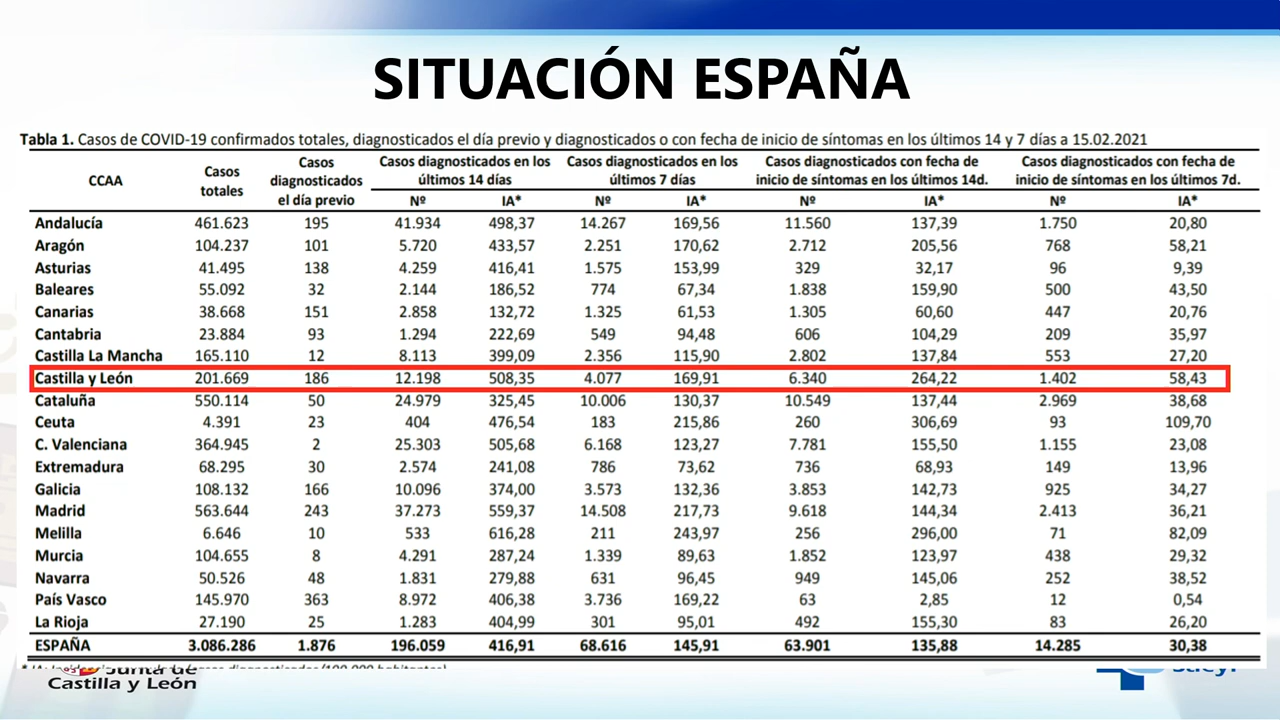 SITUACIÓN ESPAÑA
Tabla 1. Casos de COVID-19 confirmados totales, diagnosticados el día previo y diagnosticados o con fecha de inicio de síntomas en los últimos 14 y 7 días a 15.02.2021
CCAA Casos totales Casos diagnosticados el día previo Casos diagnosticados en los últimos 14 días Casos diagnosticados en los últimos 7 días Casos diagnosticados con fecha de inicio de síntomas en los últimos 14d. Casos diagnosticados con fecha de inicio de síntomas en los últimos 7d.
Nº IA* Nº IA* Nº IA* Nº IA*
Andalucía 461.623 195 41.934 498,37 14.267 169,56 11.560 137,39 1.750 20,80
Aragón 104.237 101 5.720 433,57 2.251 170,62 2.712 205,56 768 58,21
Asturias 41.495 138 4.259 416,41 1.575 153,99 329 32,17 96 9,39
Baleares 55.092 32 2.144 186,52 774 67,34 1.838 159,90 500 43,50
Canarias 38.668 151 2.858 132,72 1.325 61,53 1.305 60,60 447 20,76
Cantabria 23.884 93 1.294 222,69 549 94,48 606 104,29 209 35,97
Castilla La Mancha 165.110 12 8.113 399,09 2.356 115,90 2.802 137,84 553 27,20
Castilla y León 201.669 186 12.198 508,35 4.077 169,91 6.340 264,22 1.402 58,43
Cataluña 550.114 50 24.979 325,45 10.006 130,37 10.549 137,44 2.969 38,68
Ceuta 4.391 23 404 476,54 183 215,86 260 306,69 93 109,70
C. Valenciana 364.945 2 25.303 505,68 6.168 123,27 7.781 155,50 1.155 23,08
Extremadura 68.295 30 2.574 241,08 786 73,62 736 68,93 149 13,96
Galicia 108.132 166 10.096 374,00 3.573 132,36 3.853 142,73 925 34,27
Madrid 563.644 243 37.273 559,37 14.508 217,73 9.618 144,34 2.413 36,21
Melilla 6.646 10 533 616,28 211 243,97 256 296,00 71 82,09
Murcia 104.655 8 4.291 287,24 1.339 89,63 1.852 123,97 438 29,32
Navarra 50.526 48 1.831 279,88 631 96,45 949 145,06 252 38,52
País Vasco 145.970 363 8.972 406,38 3.736 169,22 63 2,85 12 0,54
La Rioja 27.190 25 1.283 404,99 301 95,01 492 155,30 83 26,20
ESPAÑA 3.086.286 1.876 196.059 416,91 68.616 145,91 63.901 135,88 14.285 30,38
Junta de
Castilla y León